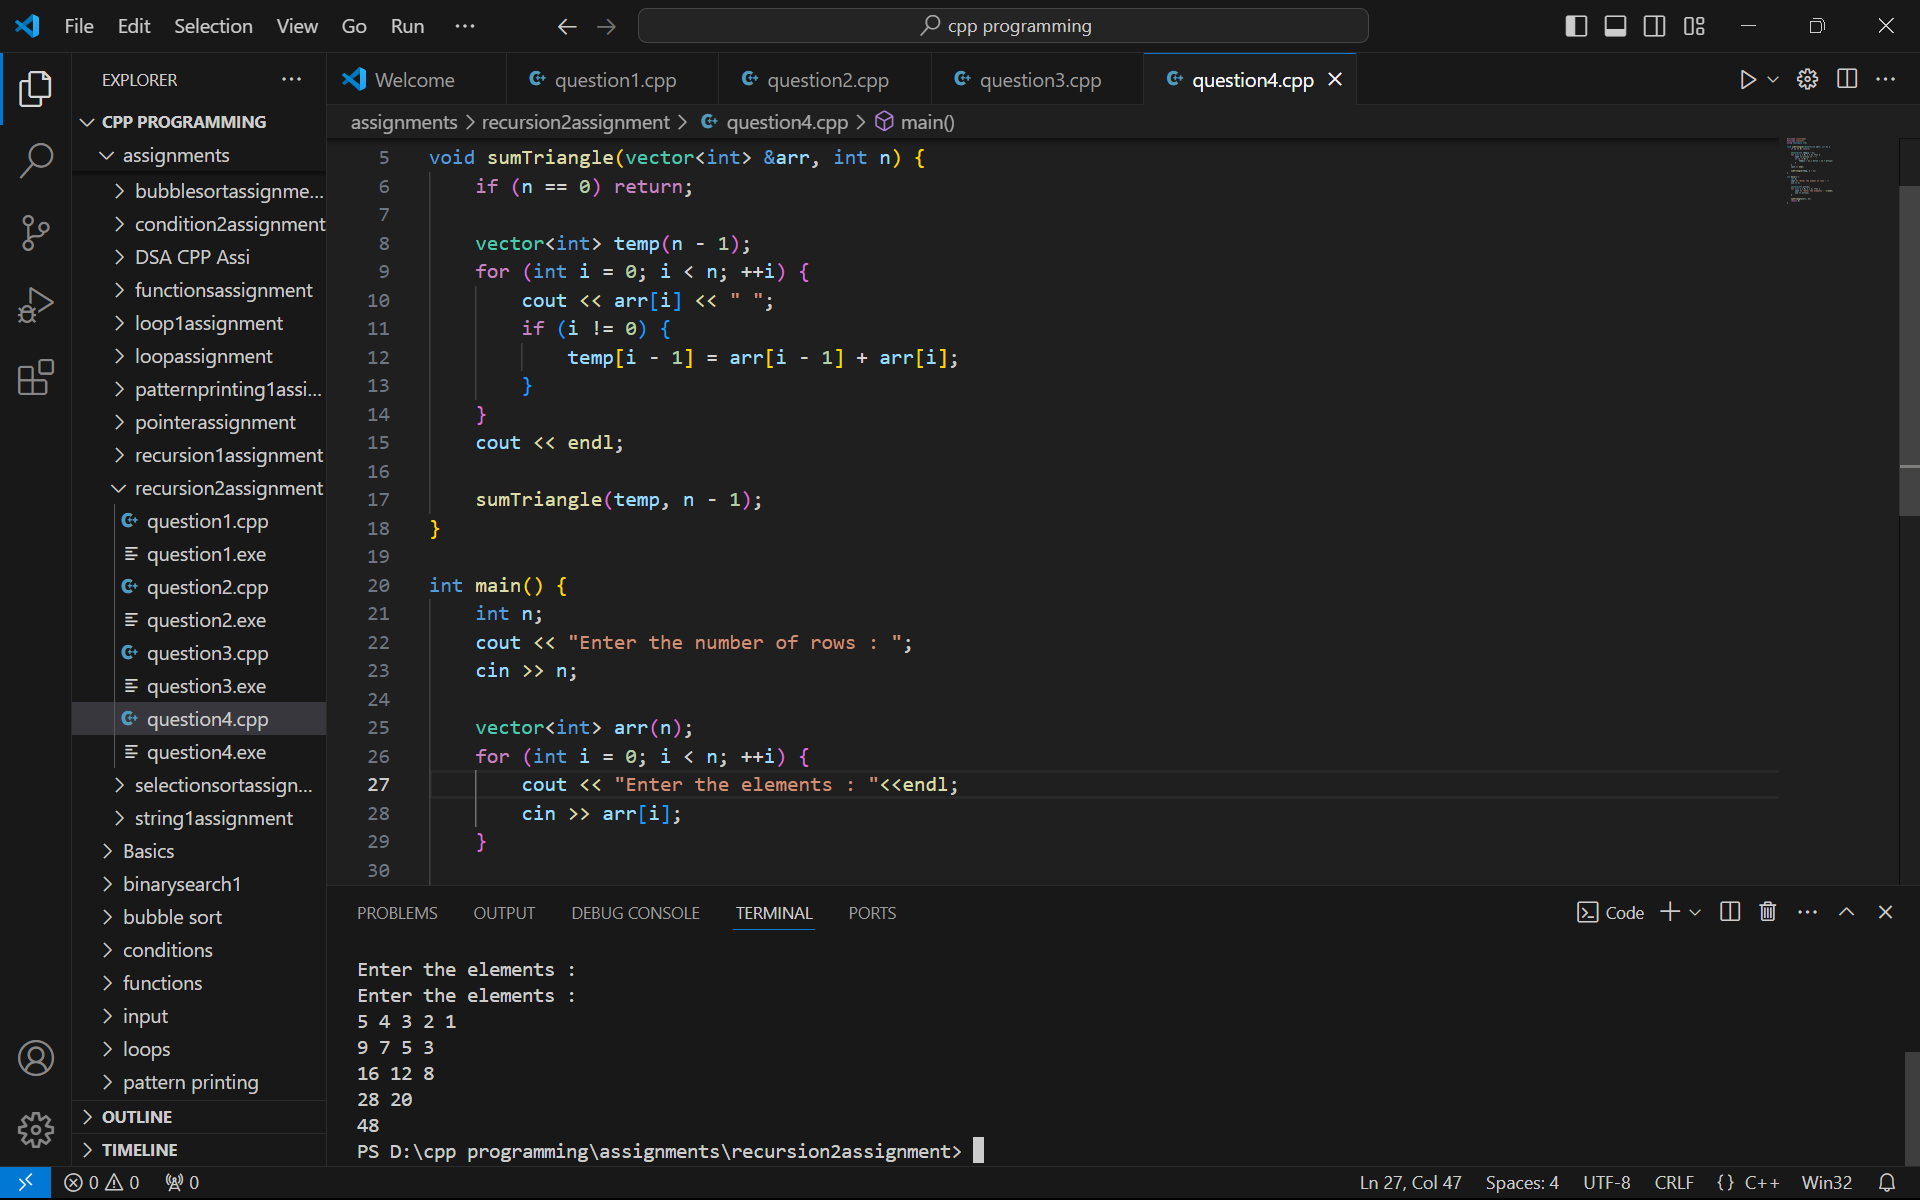 File Edit Selection View Go Run ··· cpp programming
EXPLORER ···
CPP PROGRAMMING
assignments
bubblesortassignme...
condition2assignment
DSA CPP Assi
functionsassignment
loop1assignment
loopassignment
patternprinting1assi...
pointerassignment
recursion1assignment
recursion2assignment
question1.cpp
question1.exe
question2.cpp
question2.exe
question3.cpp
question3.exe
question4.cpp
question4.exe
selectionsortassign...
string1assignment
Basics
binarysearch1
bubble sort
conditions
functions
input
loops
pattern printing
OUTLINE
TIMELINE
Welcome question1.cpp question2.cpp question3.cpp question4.cpp
assignments > recursion2assignment > question4.cpp > main()
5 void sumTriangle(vector<int> &arr, int n) {
6 if (n == 0) return;
7
8 vector<int> temp(n - 1);
9 for (int i = 0; i < n; ++i) {
10 cout << arr[i] << " ";
11 if (i != 0) {
12 temp[i - 1] = arr[i - 1] + arr[i];
13 }
14 }
15 cout << endl;
16
17 sumTriangle(temp, n - 1);
18 }
19
20 int main() {
21 int n;
22 cout << "Enter the number of rows : ";
23 cin >> n;
24
25 vector<int> arr(n);
26 for (int i = 0; i < n; ++i) {
27 cout << "Enter the elements : "<<endl;
28 cin >> arr[i];
29 }
30
PROBLEMS OUTPUT DEBUG CONSOLE TERMINAL PORTS Code
Enter the elements :
Enter the elements :
5 4 3 2 1
9 7 5 3
16 12 8
28 20
48
PS D:\cpp programming\assignments\recursion2assignment>
0 0 0 Ln 27, Col 47 Spaces: 4 UTF-8 CRLF {} C++ Win32